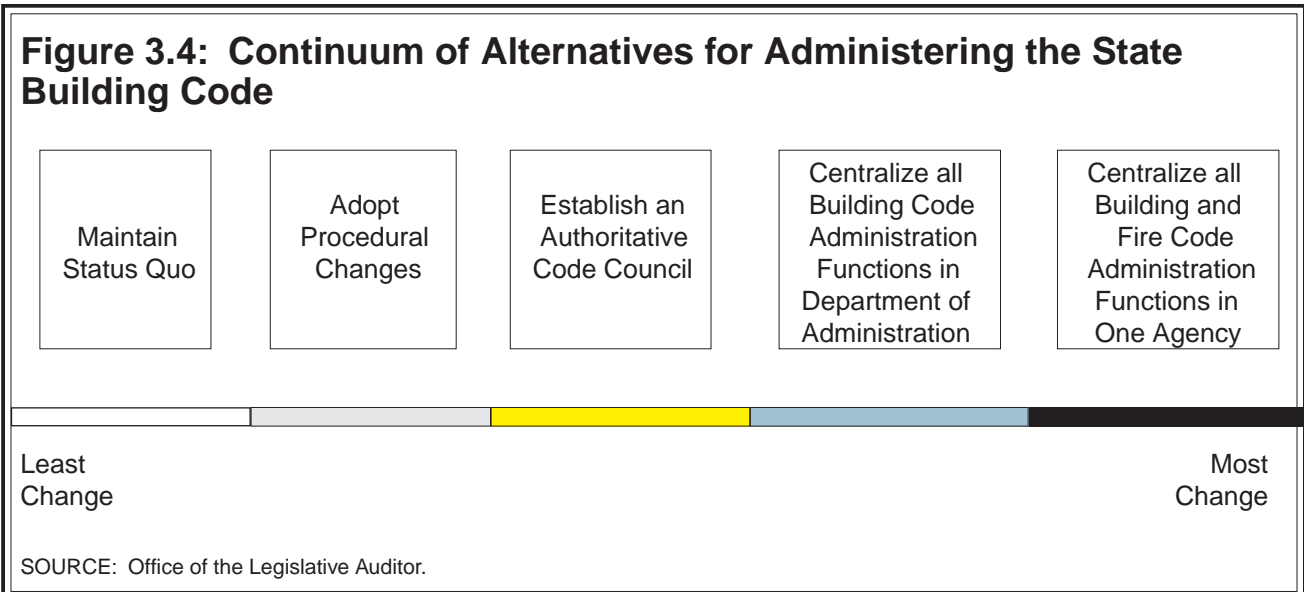 Figure 3.4: Continuum of Alternatives for Administering the State
Building Code
Maintain
Status Quo
Adopt
Procedural
Changes
Establish an
Authoritative
Code Council
Centralize all
Building Code
Administration
Functions in
Department of
Administration
Centralize all
Building and
Fire Code
Administration
Functions in
One Agency
Least
Change
Most
Change
SOURCE: Office of the Legislative Auditor.